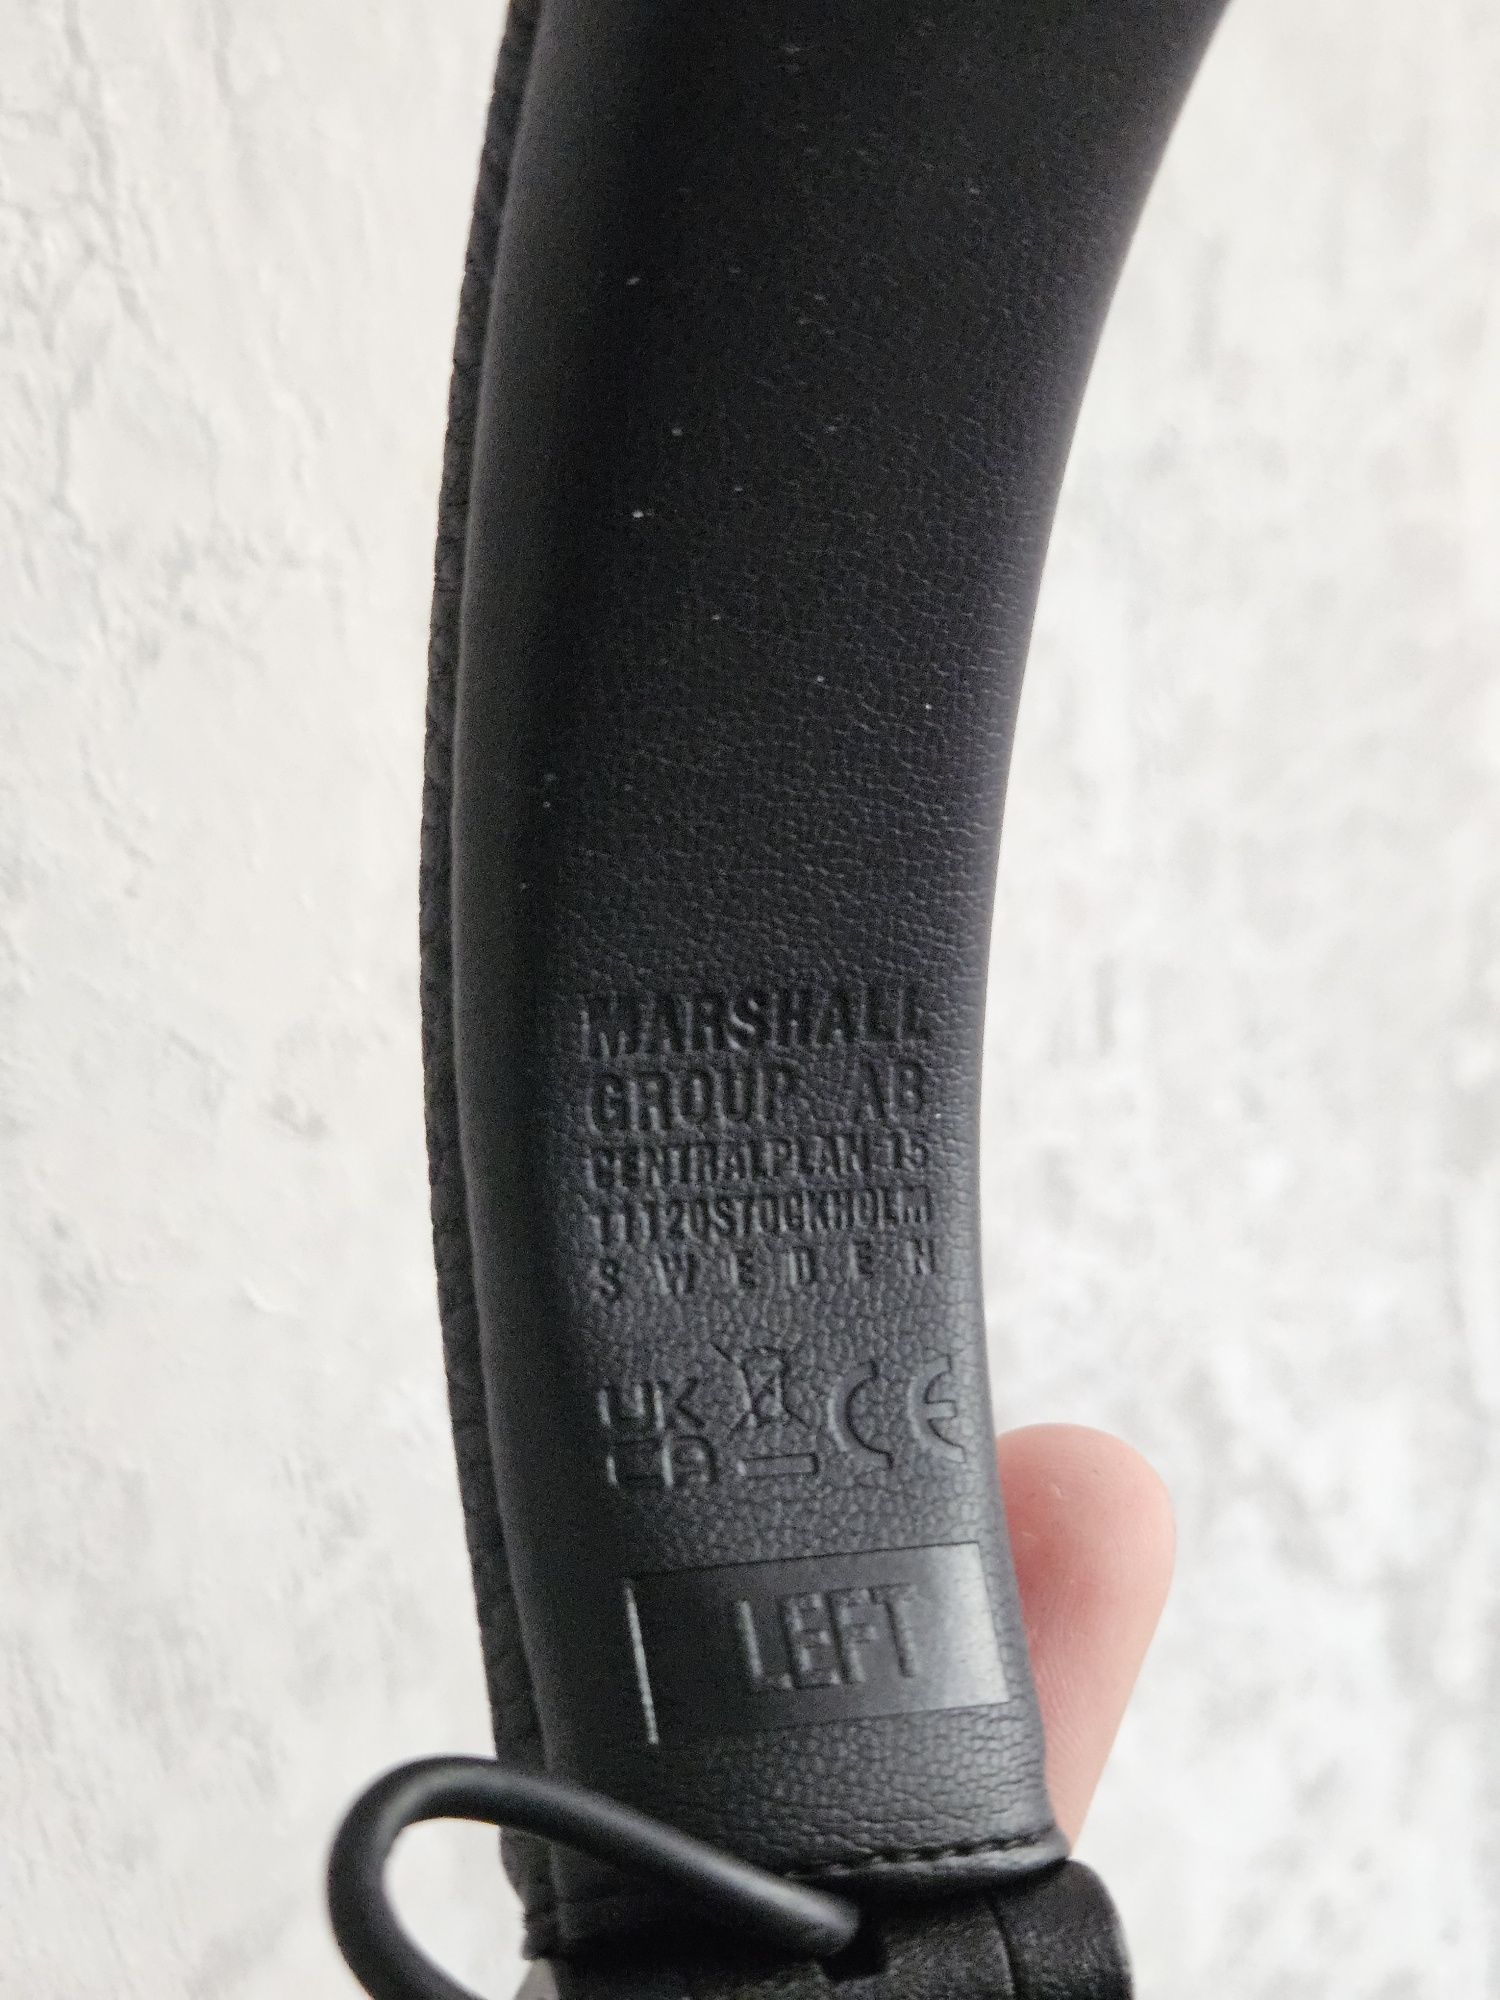 MARSHALL
GROUP AB
CENTRALPLAN 15
11120STOCKHOLM
SWEDEN
UK CE
CA
LEFT